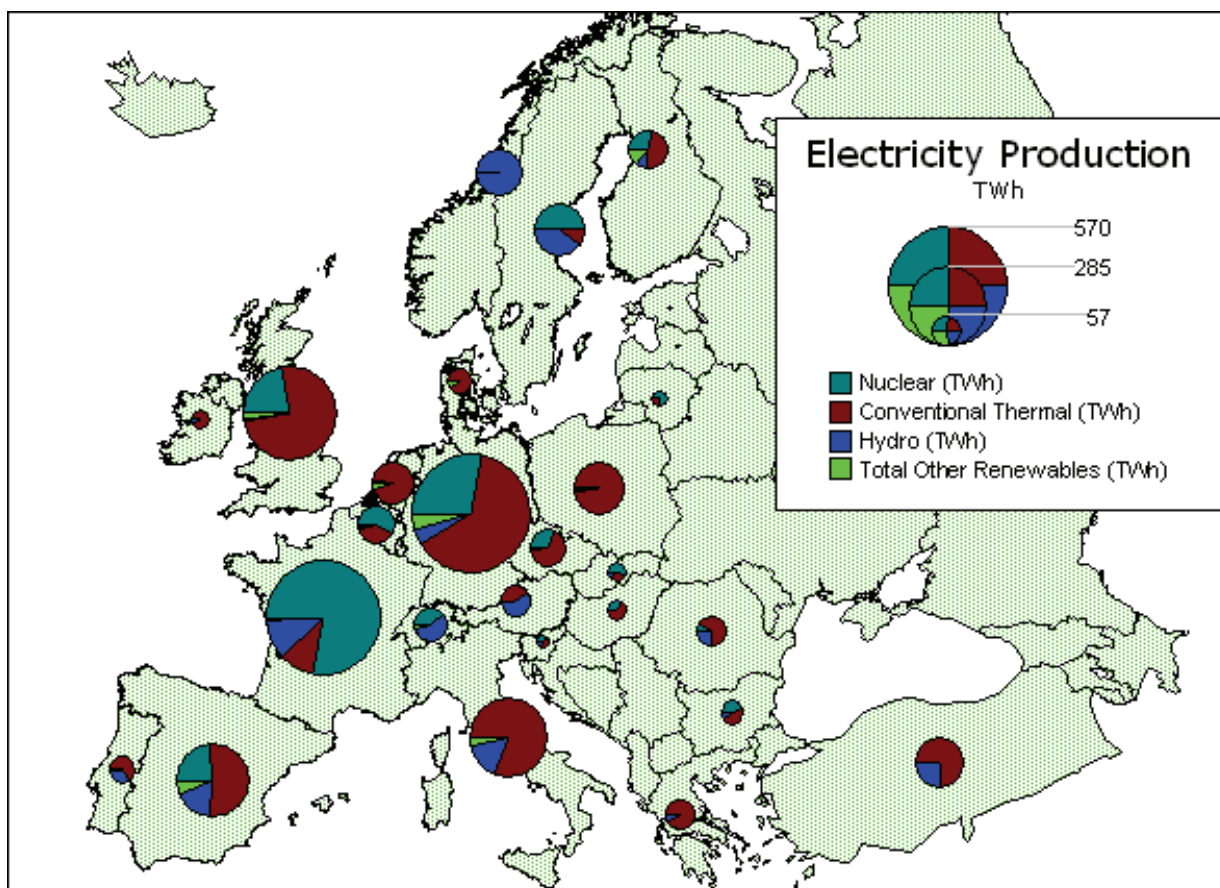 Electricity Production
TWh
570
285
57
Nuclear (TWh)
Conventional Thermal (TWh)
Hydro (TWh)
Total Other Renewables (TWh)